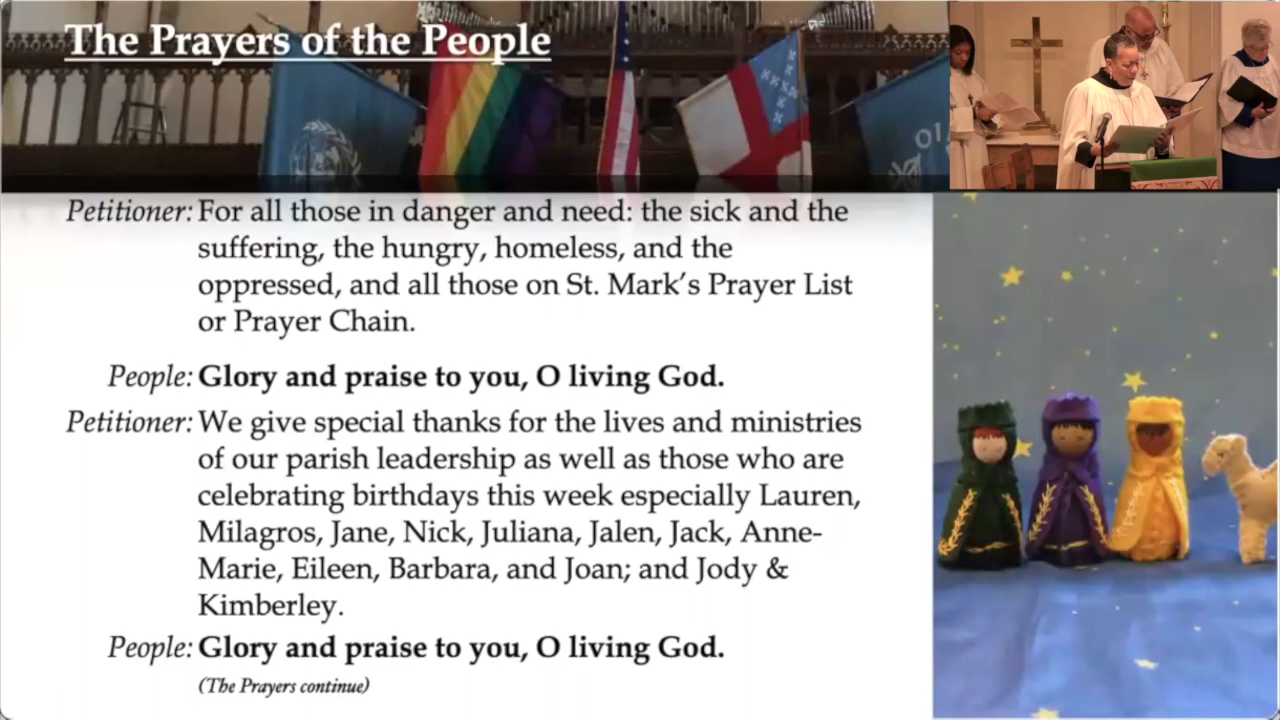 The Prayers of the People
Petitioner: For all those in danger and need: the sick and the
suffering, the hungry, homeless, and the
oppressed, and all those on St. Mark’s Prayer List
or Prayer Chain.
People: Glory and praise to you, O living God.
Petitioner: We give special thanks for the lives and ministries
of our parish leadership as well as those who are
celebrating birthdays this week especially Lauren,
Milagros, Jane, Nick, Juliana, Jalen, Jack, Anne-
Marie, Eileen, Barbara, and Joan; and Jody &
Kimberley.
People: Glory and praise to you, O living God.
(The Prayers continue)